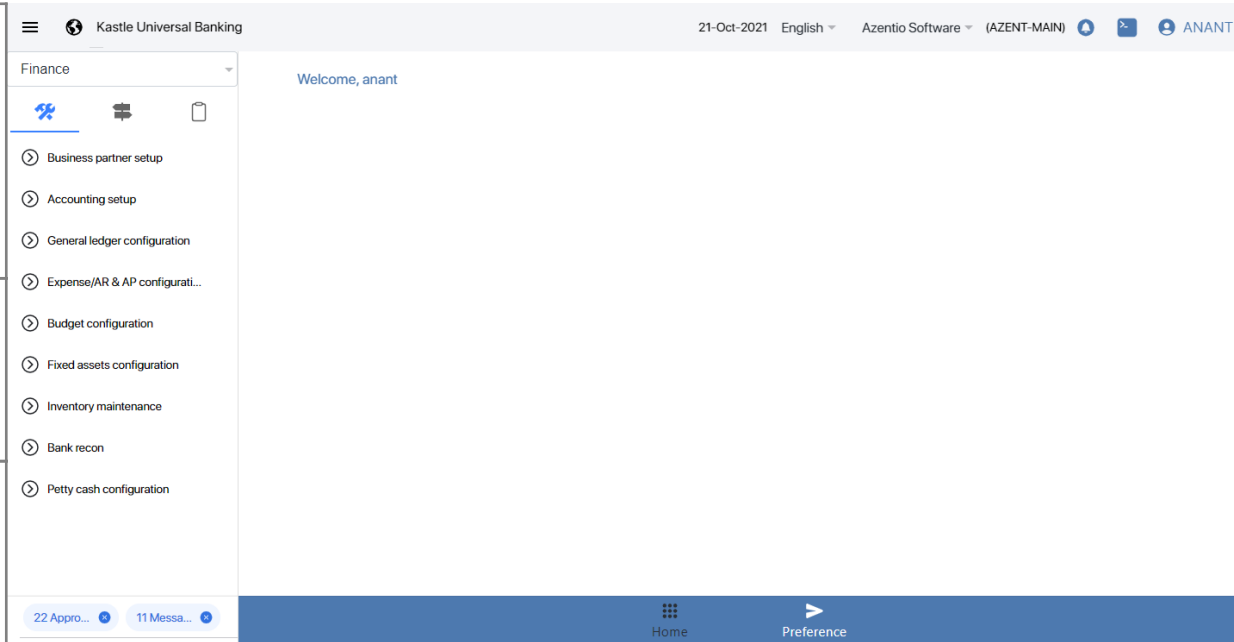 Kastle Universal Banking
21-Oct-2021 English Azentio Software (AZENT-MAIN) ANANT
Finance
Welcome, anant
Business partner setup
Accounting setup
General ledger configuration
Expense/AR & AP configurati...
Budget configuration
Fixed assets configuration
Inventory maintenance
Bank recon
Petty cash configuration
22 Appro... 11 Messa...
Home Preference